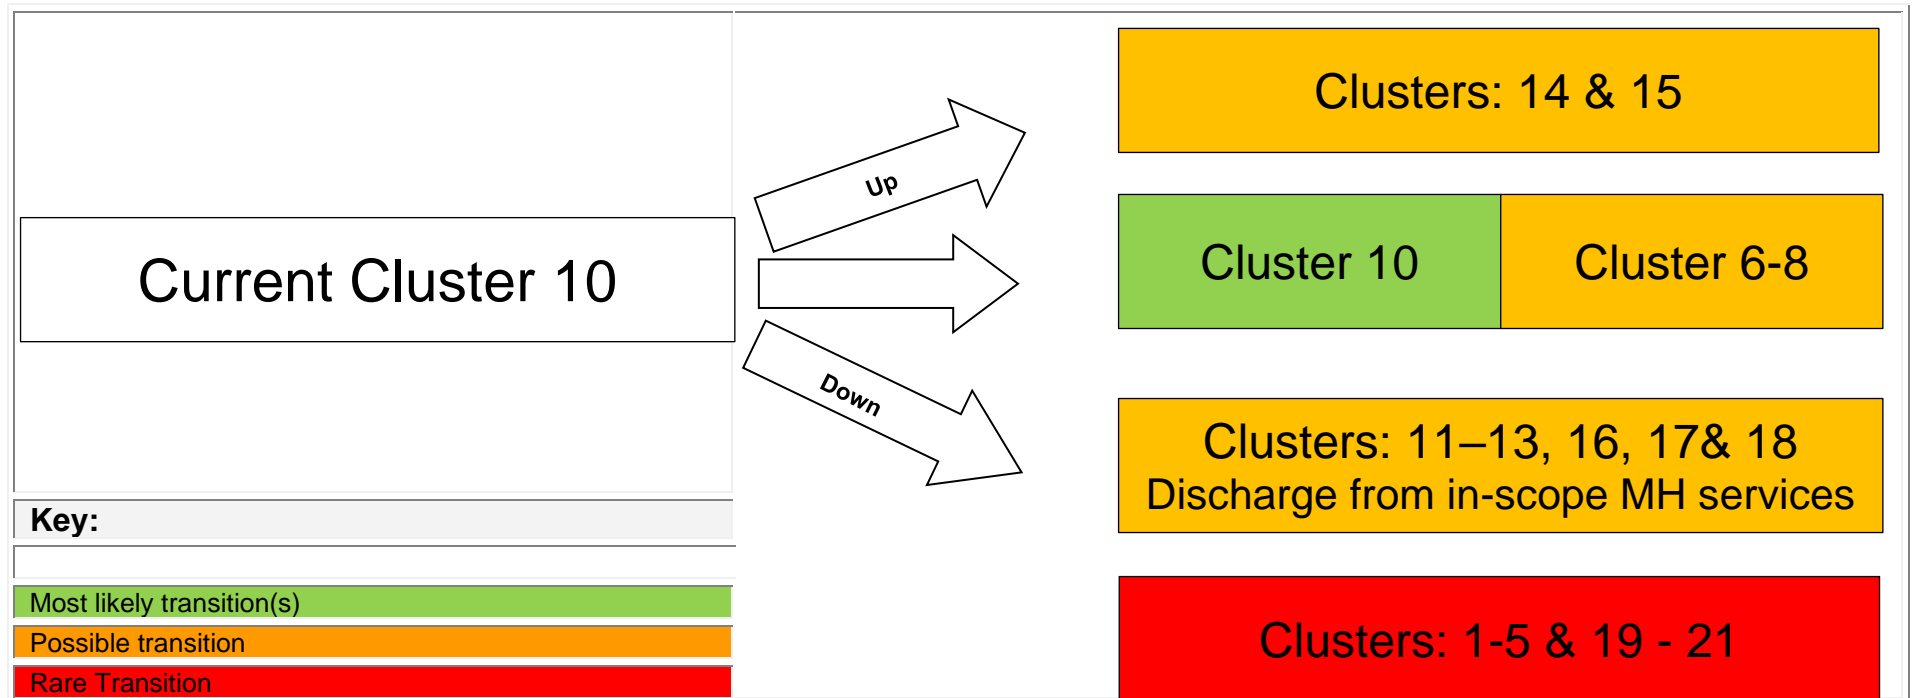 Current Cluster 10
Up
Down
Clusters: 14 & 15
Cluster 10
Cluster 6-8
Clusters: 11–13, 16, 17& 18
Discharge from in-scope MH services
Clusters: 1-5 & 19 - 21
Key:
Most likely transition(s)
Possible transition
Rare Transition